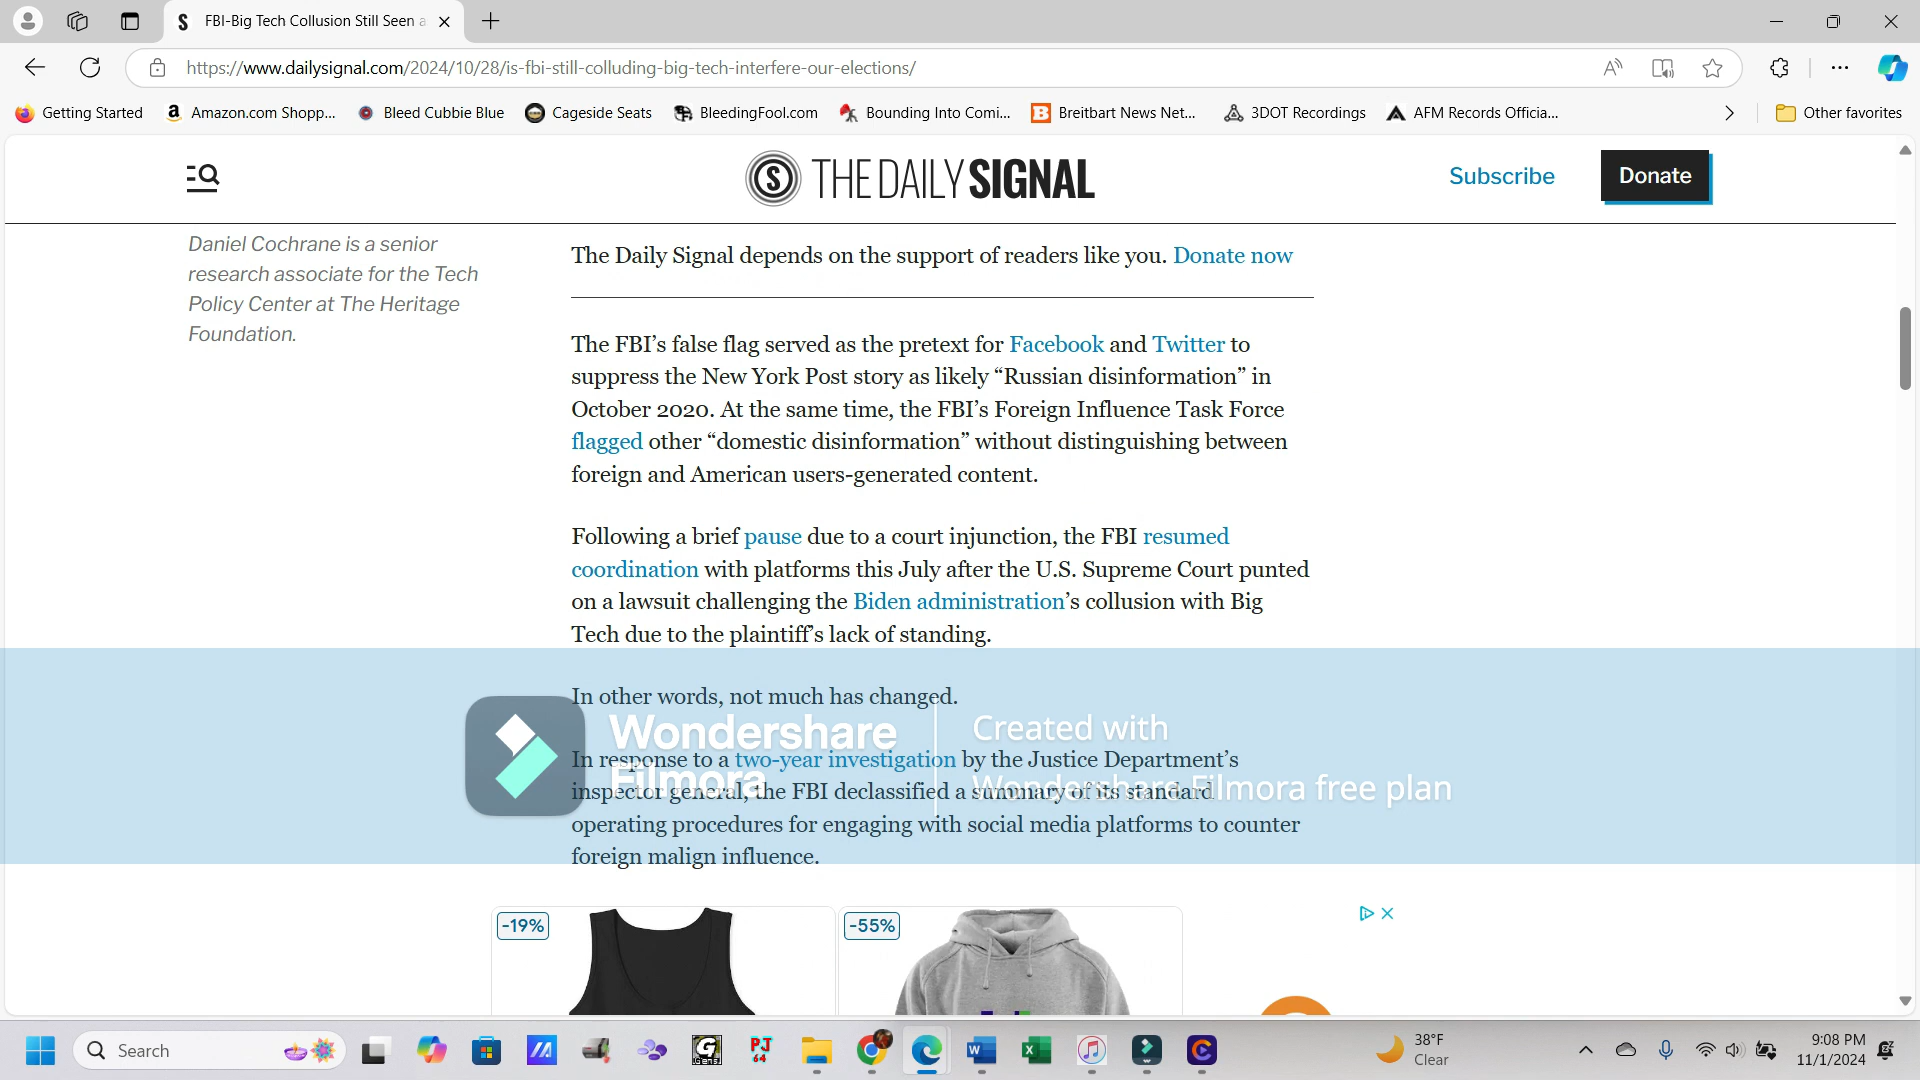 FBI-Big Tech Collusion Still Seen a
https://www.dailysignal.com/2024/10/28/is-fbi-still-colluding-big-tech-interfere-our-elections/
Getting Started
Amazon.com Shopp...
Bleed Cubbie Blue
Cageside Seats
BleedingFool.com
Bounding Into Comi...
Breitbart News Net...
3DOT Recordings
AFM Records Officia...
Other favorites
THE DAILY SIGNAL
Subscribe
Donate
Daniel Cochrane is a senior
research associate for the Tech
Policy Center at The Heritage
Foundation.
The Daily Signal depends on the support of readers like you. Donate now
The FBI’s false flag served as the pretext for Facebook and Twitter to
suppress the New York Post story as likely “Russian disinformation” in
October 2020. At the same time, the FBI’s Foreign Influence Task Force
flagged other “domestic disinformation” without distinguishing between
foreign and American users-generated content.
Following a brief pause due to a court injunction, the FBI resumed
coordination with platforms this July after the U.S. Supreme Court punted
on a lawsuit challenging the Biden administration’s collusion with Big
Tech due to the plaintiff’s lack of standing.
In other words, not much has changed.
In response to a two-year investigation by the Justice Department’s
inspector general, the FBI declassified a summary of its standard
operating procedures for engaging with social media platforms to counter
foreign malign influence.
Wondershare
Filmora
Created with
Wondershare Filmora free plan
-19%
-55%
Search
38°F
Clear
9:08 PM
11/1/2024